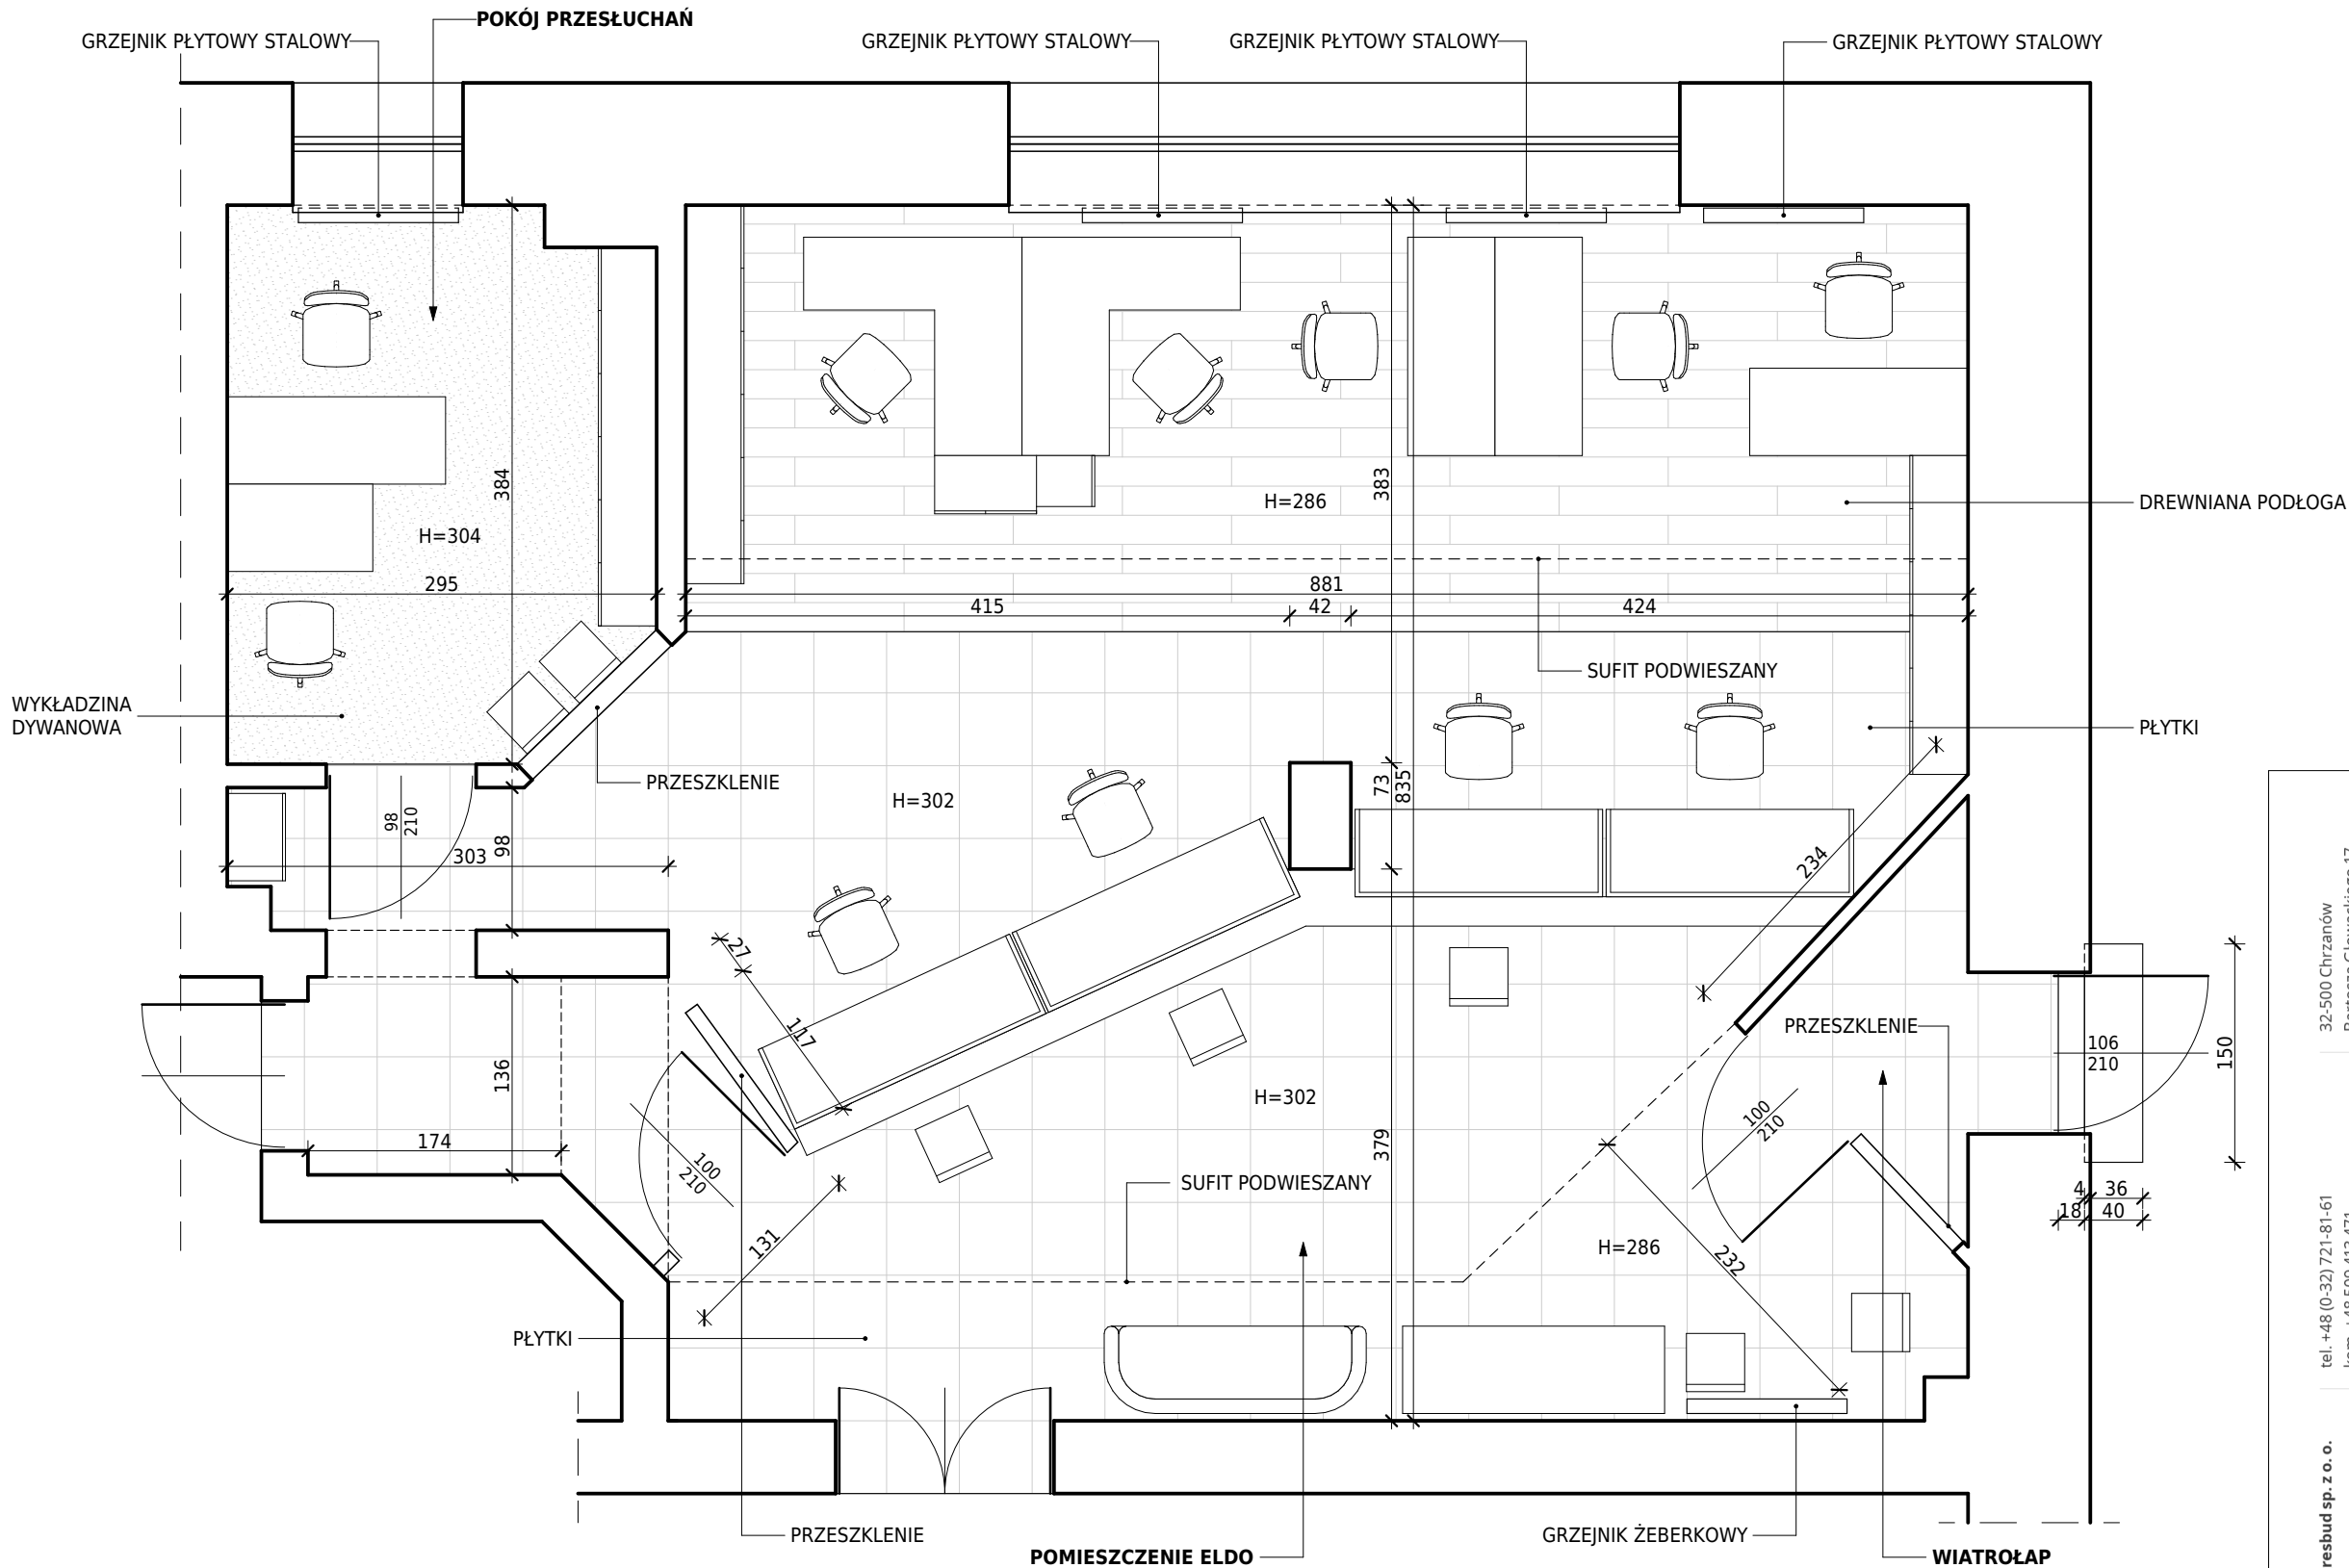 POKÓJ PRZESŁUCHAŃ
GRZEJNIK PŁYTOWY STALOWY
GRZEJNIK PŁYTOWY STALOWY
GRZEJNIK PŁYTOWY STALOWY
GRZEJNIK PŁYTOWY STALOWY
384
H=304
295
383
H=286
DREWNIANA PODŁOGA
881
415
42
424
SUFIT PODWIESZANY
WYKŁADZINA
DYWANOWA
PŁYTKI
PRZESZKLENIE
H=302
73
835
98
210
98
303
234
27
117
PRZESZKLENIE
106
210
150
136
H=302
100
210
174
379
100
210
SUFIT PODWIESZANY
4
36
18
40
131
H=286
232
PŁYTKI
PRZESZKLENIE
GRZEJNIK ŻEBERKOWY
POMIESZCZENIE ELDO
WIATROŁAP
32-500 Chrzanów
tel. +48 (0-32) 721-81-61
resbud sp. z o. o.